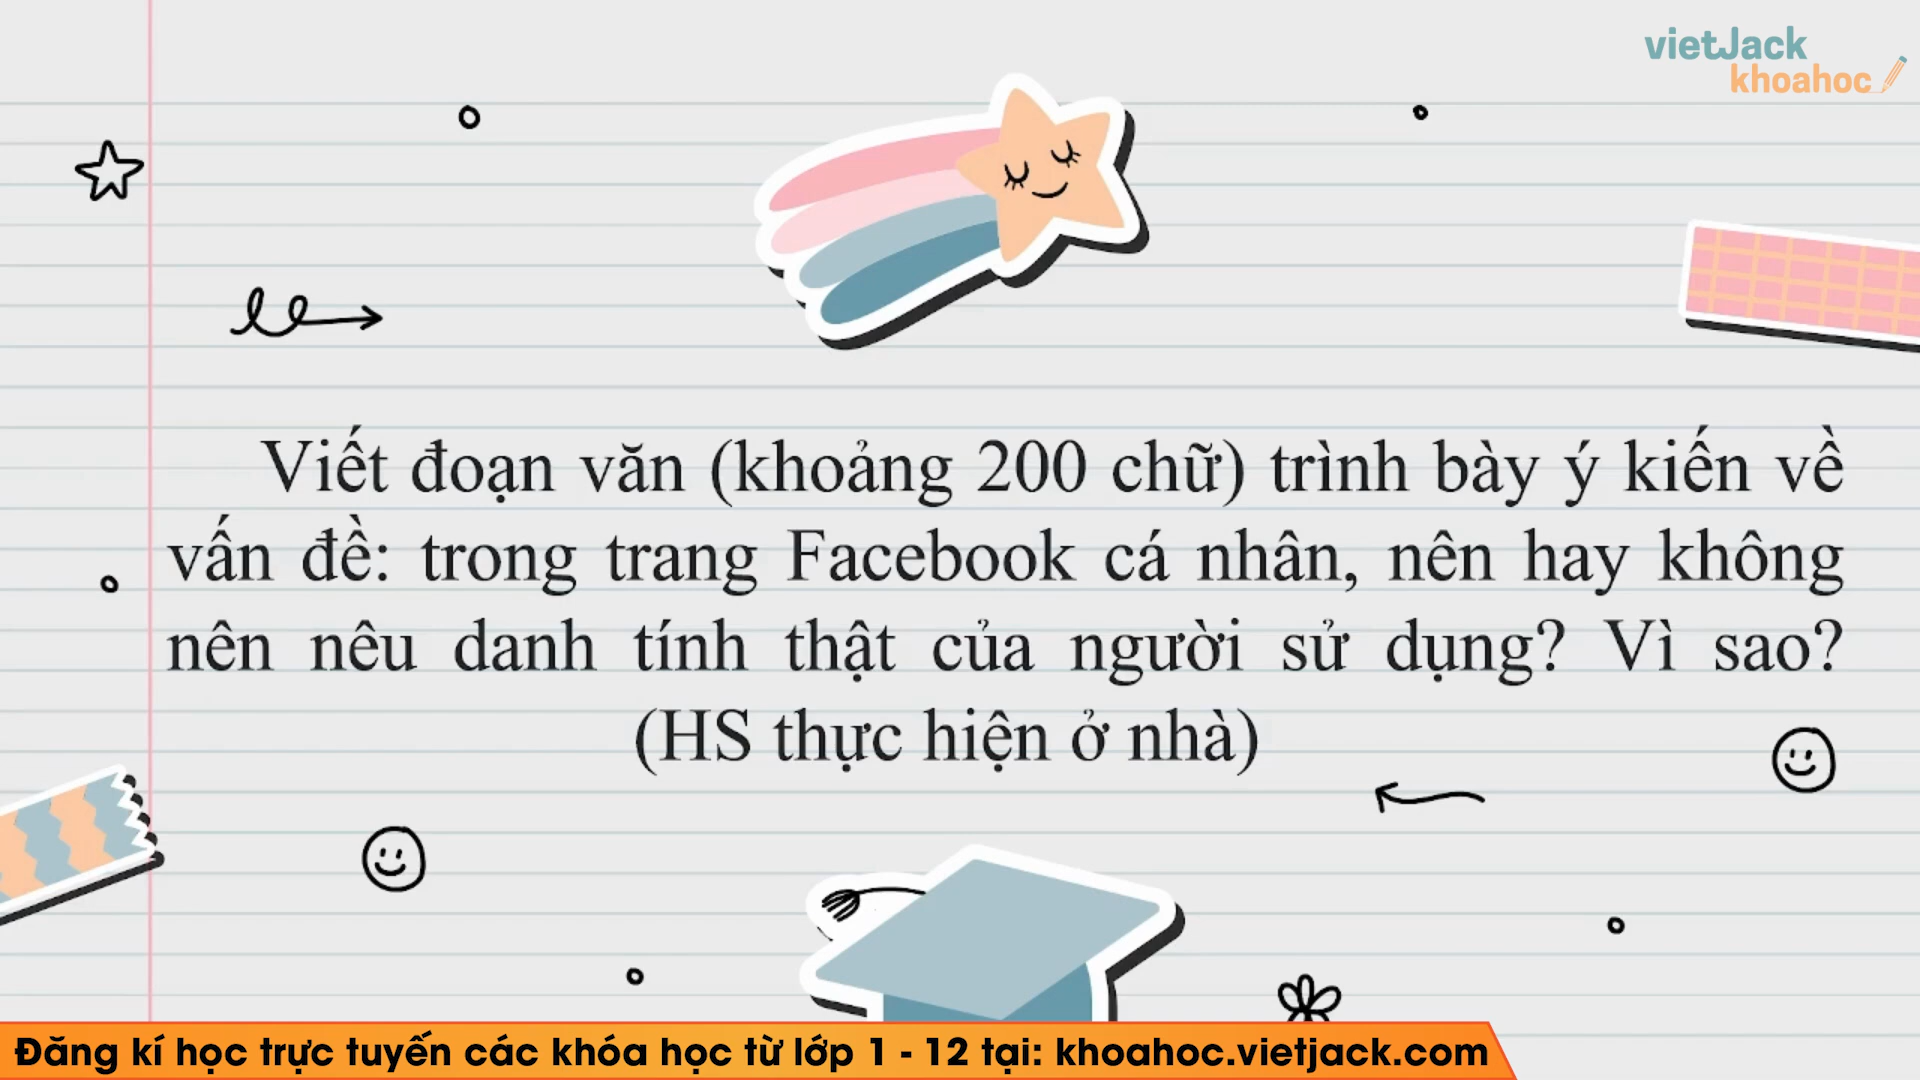 vietJack
khoahoc
Viết đoạn văn (khoảng 200 chữ) trình bày ý kiến về
vấn đề: trong trang Facebook cá nhân, nên hay không
nên nêu danh tính thật của người sử dụng? Vì sao?
(HS thực hiện ở nhà)
Đăng kí học trực tuyến các khóa học từ lớp 1 - 12 tại: khoahoc.vietjack.com